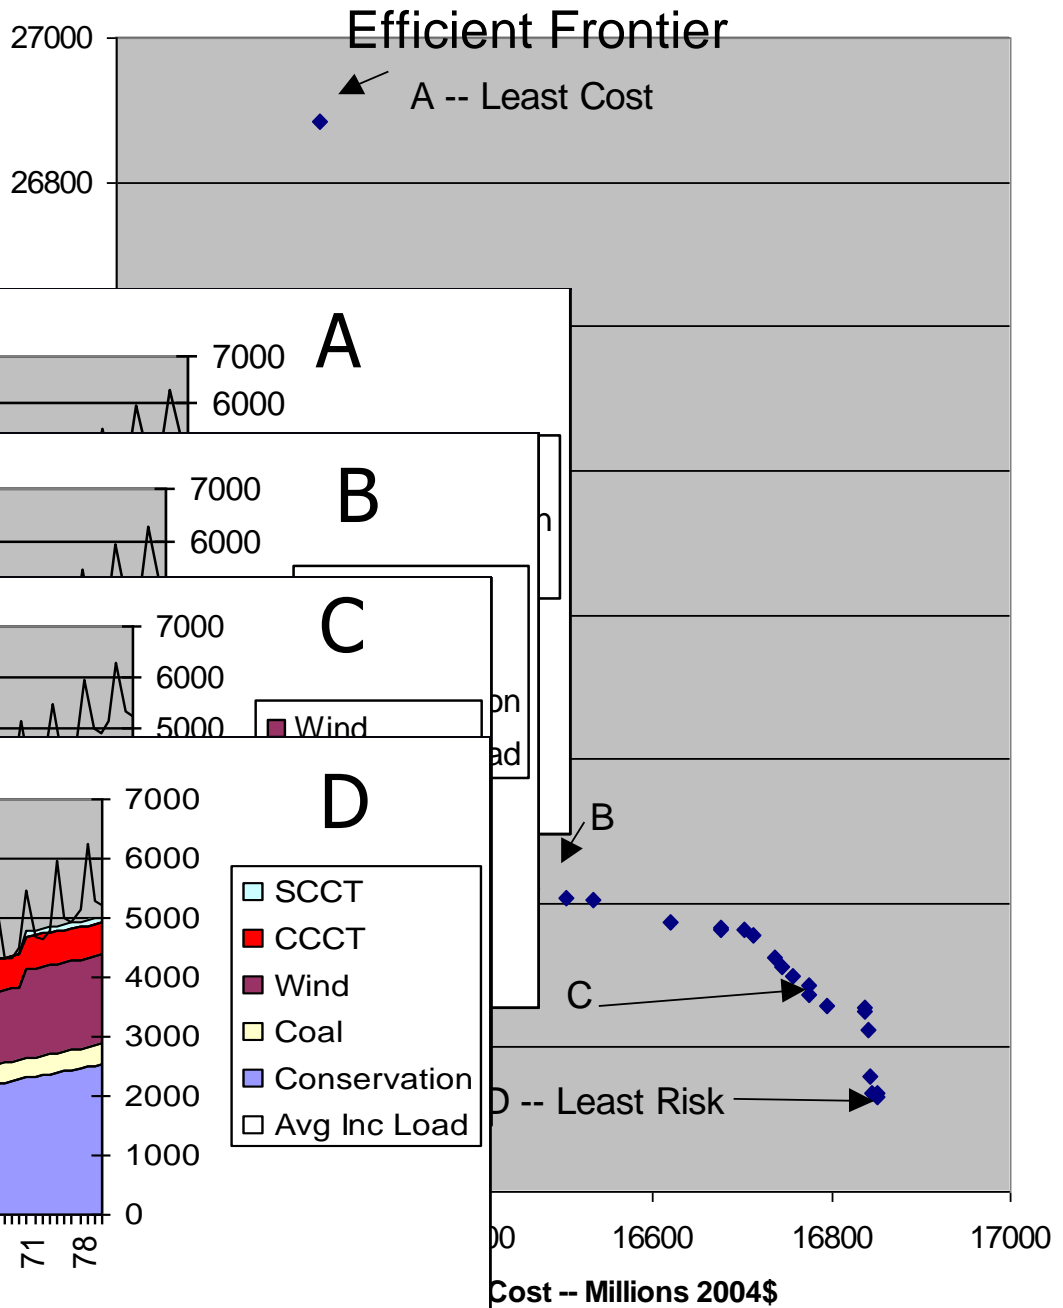 Efficient Frontier
27000
A -- Least Cost
26800
A
7000
6000
B
7000
6000
C
7000
6000
5000
Wind
D
7000
6000
5000
4000
3000
2000
1000
0
SCCT
CCCT
Wind
Coal
Conservation
Avg Inc Load
71
78
B
C
D -- Least Risk
16600
16800
17000
Cost -- Millions 2004$